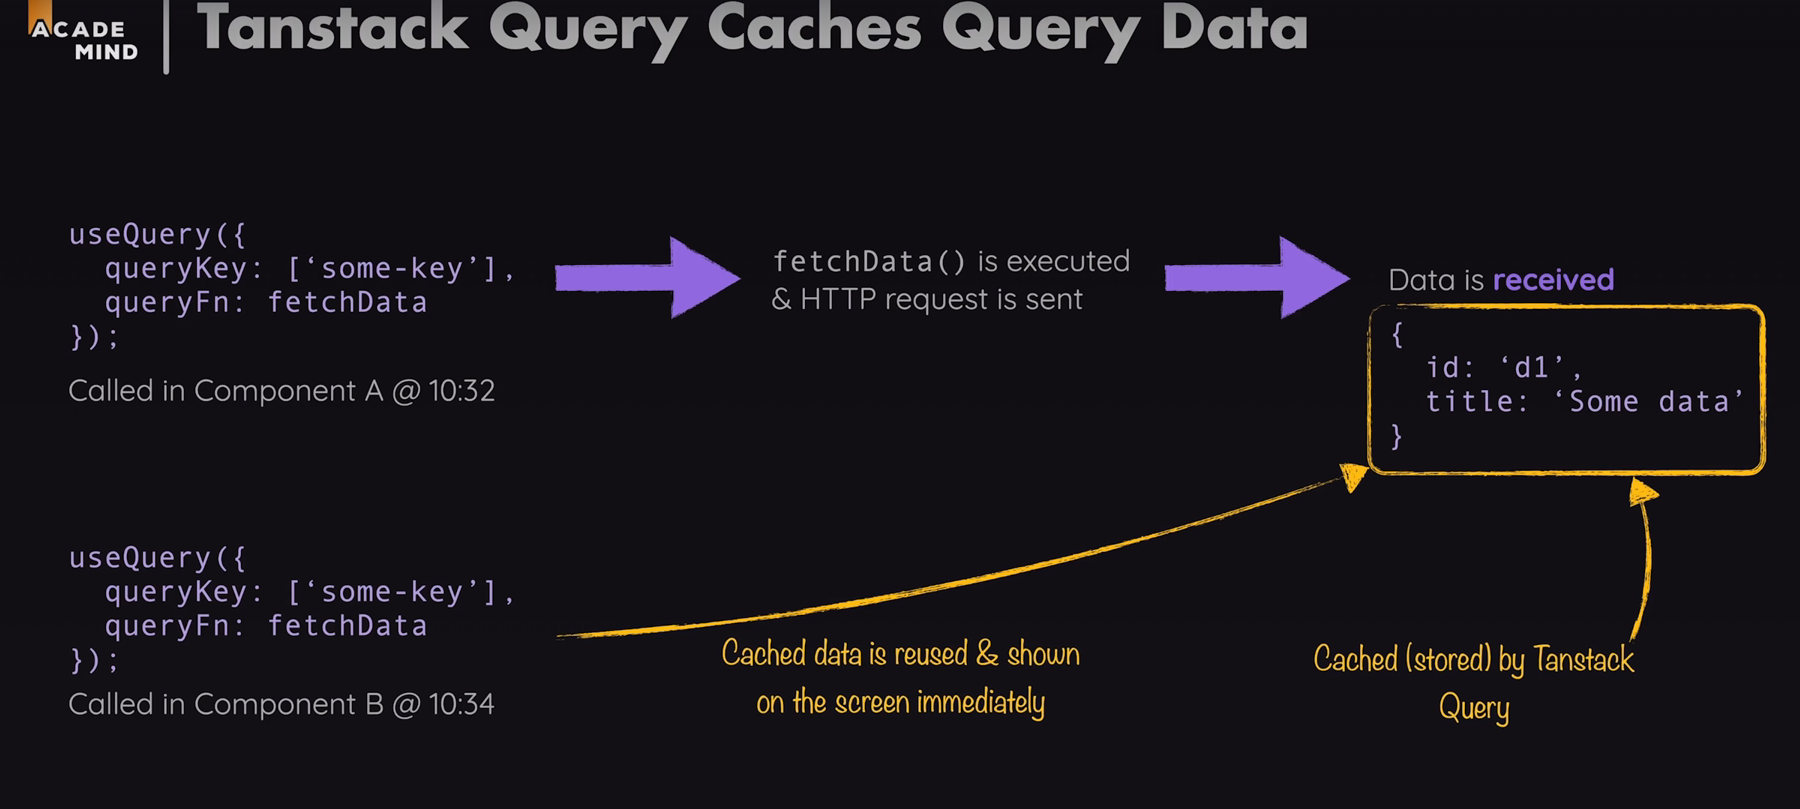 ACADE
MIND
Tanstack Query Caches Query Data
useQuery({
queryKey: [‘some-key’],
queryFn: fetchData
});
Called in Component A @ 10:32
fetchData() is executed
& HTTP request is sent
Data is received
{
id: ‘d1’,
title: ‘Some data’
}
useQuery({
queryKey: [‘some-key’],
queryFn: fetchData
});
Called in Component B @ 10:34
Cached data is reused & shown
on the screen immediately
Cached (stored) by Tanstack
Query